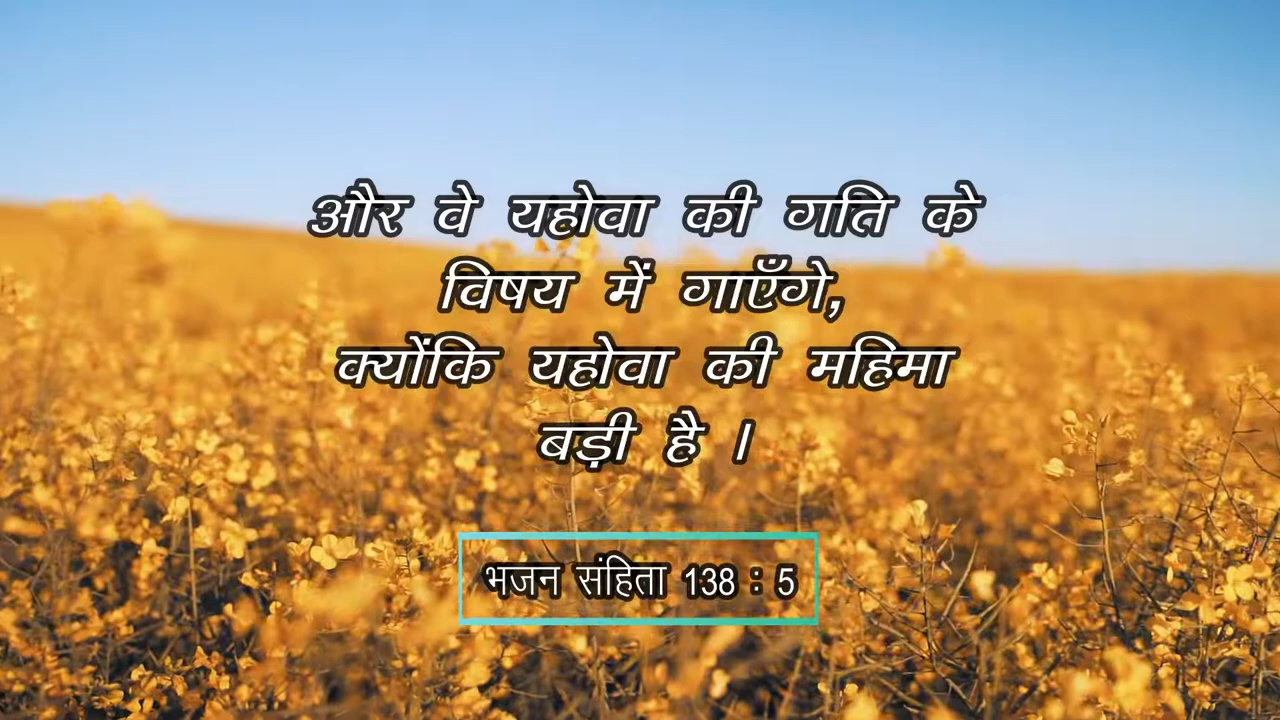 और वे यहोवा की गति के
विषय में गाएँगे,
क्योंकि यहोवा की महिमा
बड़ी है ।
भजन संहिता 138 : 5